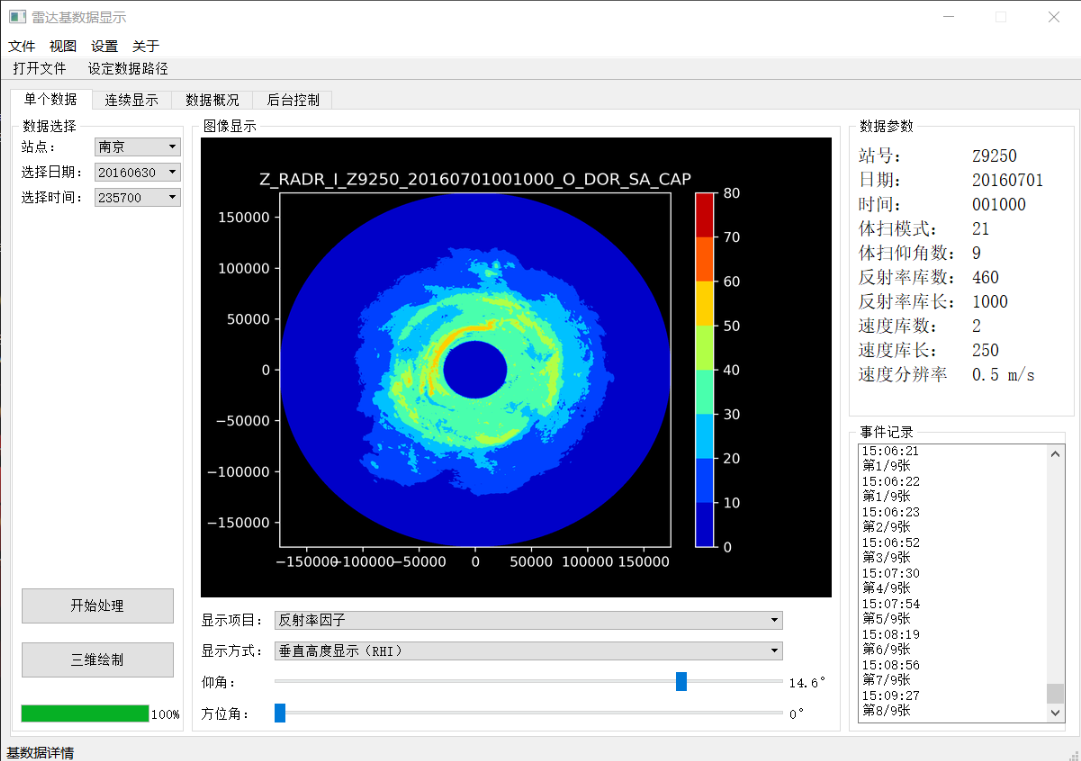 雷达基数据显示
文件 视图 设置 关于
打开文件 设定数据路径
单个数据 连续显示 数据概况 后台控制
数据选择
站点： 南京
选择日期： 20160630
选择时间： 235700
开始处理
三维绘制
100%
图像显示
Z_RADR_I_Z9250_20160701001000_O_DOR_SA_CAP
150000
100000
50000
0
−50000
−100000
−150000
−150000−100000−50000 0 50000 100000 150000
80
70
60
50
40
30
20
10
0
显示项目： 反射率因子
显示方式： 垂直高度显示（RHI）
仰角： 14.6°
方位角： 0°
数据参数
站号： Z9250
日期： 20160701
时间： 001000
体扫模式： 21
体扫仰角数： 9
反射率库数： 460
反射率库长： 1000
速度库数： 2
速度库长： 250
速度分辨率 0.5 m/s
事件记录
15:06:21
第1/9张
15:06:22
第1/9张
15:06:23
第2/9张
15:06:52
第3/9张
15:07:30
第4/9张
15:07:54
第5/9张
15:08:19
第6/9张
15:08:56
第7/9张
15:09:27
第8/9张
基数据详情